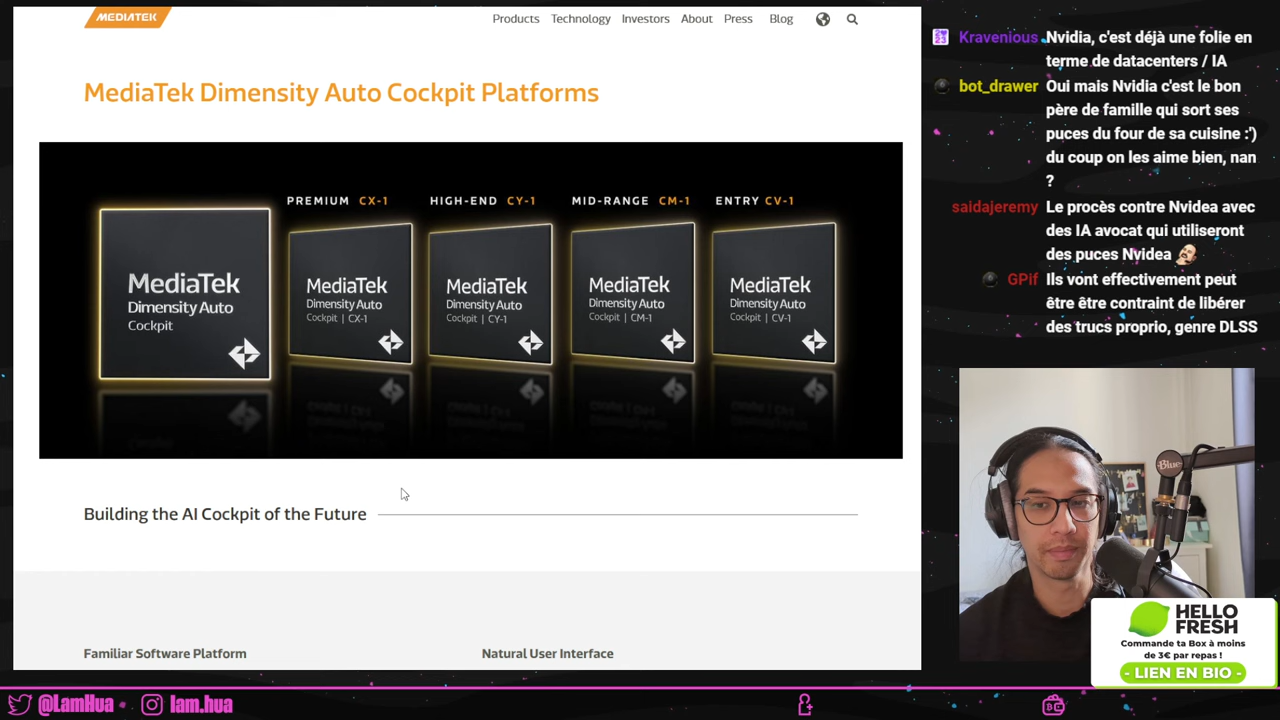 MEDIATEK
Products Technology Investors About Press Blog
MediaTek Dimensity Auto Cockpit Platforms
PREMIUM CX-1
HIGH-END CY-1
MID-RANGE CM-1
ENTRY CV-1
MediaTek
Dimensity Auto
Cockpit
MediaTek
Dimensity Auto
Cockpit | CX-1
MediaTek
Dimensity Auto
Cockpit | CY-1
MediaTek
Dimensity Auto
Cockpit | CM-1
MediaTek
Dimensity Auto
Cockpit | CV-1
Building the AI Cockpit of the Future
Familiar Software Platform
Natural User Interface
Kravenious Nvidia, c'est déjà une folie en
terme de datacenters / IA
bot_drawer Oui mais Nvidia c'est le bon
père de famille qui sort ses
puces du four de sa cuisine :')
du coup on les aime bien, nan
?
saidajeremy Le procès contre Nvidea avec
des IA avocat qui utiliseront
des puces Nvidea
GPif Ils vont effectivement peut
être être contraint de libérer
des trucs proprio, genre DLSS
Blue
HELLO
FRESH
Commande ta Box à moins
de 3€ par repas !
- LIEN EN BIO -
@LamHua
lam.hua